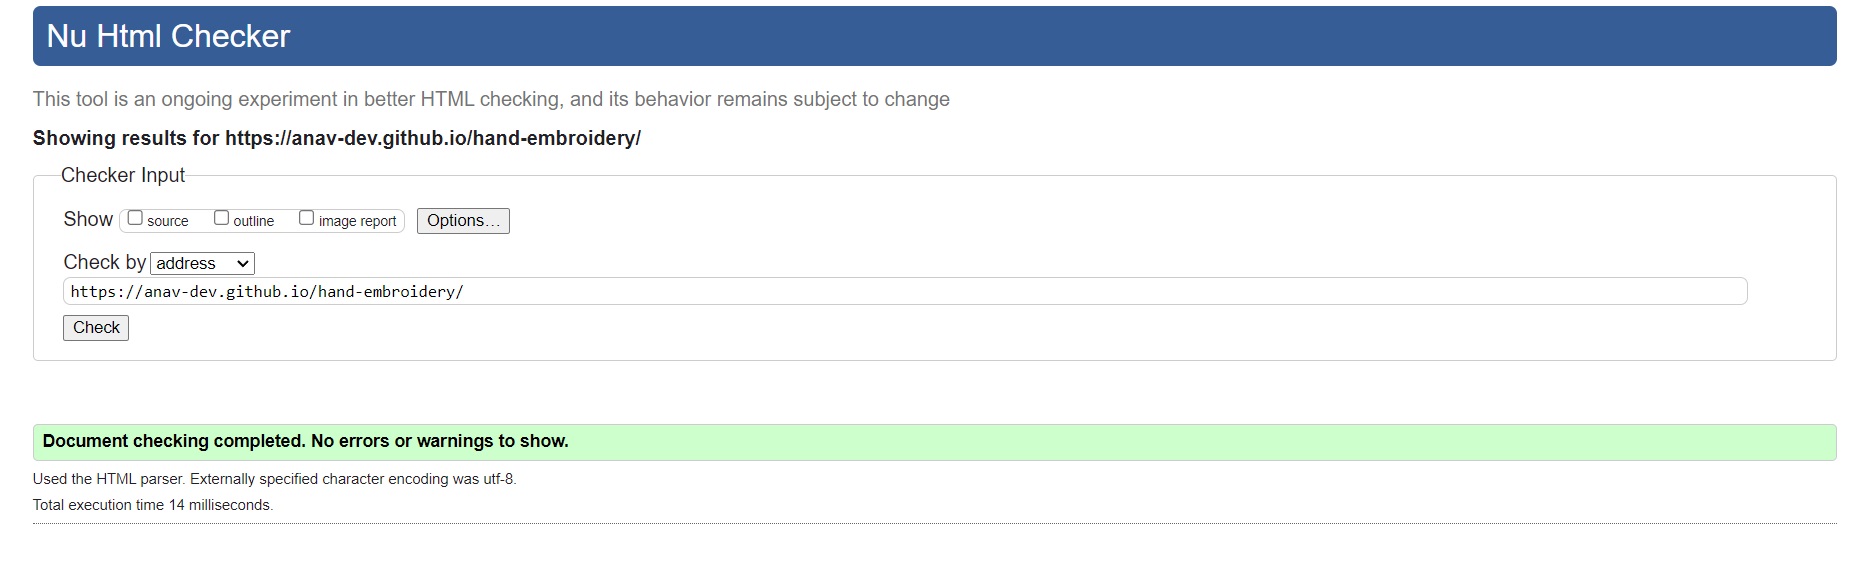 Nu Html Checker
This tool is an ongoing experiment in better HTML checking, and its behavior remains subject to change
Showing results for https://anav-dev.github.io/hand-embroidery/
Checker Input
Show source outline image report Options…
Check by address
https://anav-dev.github.io/hand-embroidery/
Check
Document checking completed. No errors or warnings to show.
Used the HTML parser. Externally specified character encoding was utf-8.
Total execution time 14 milliseconds.